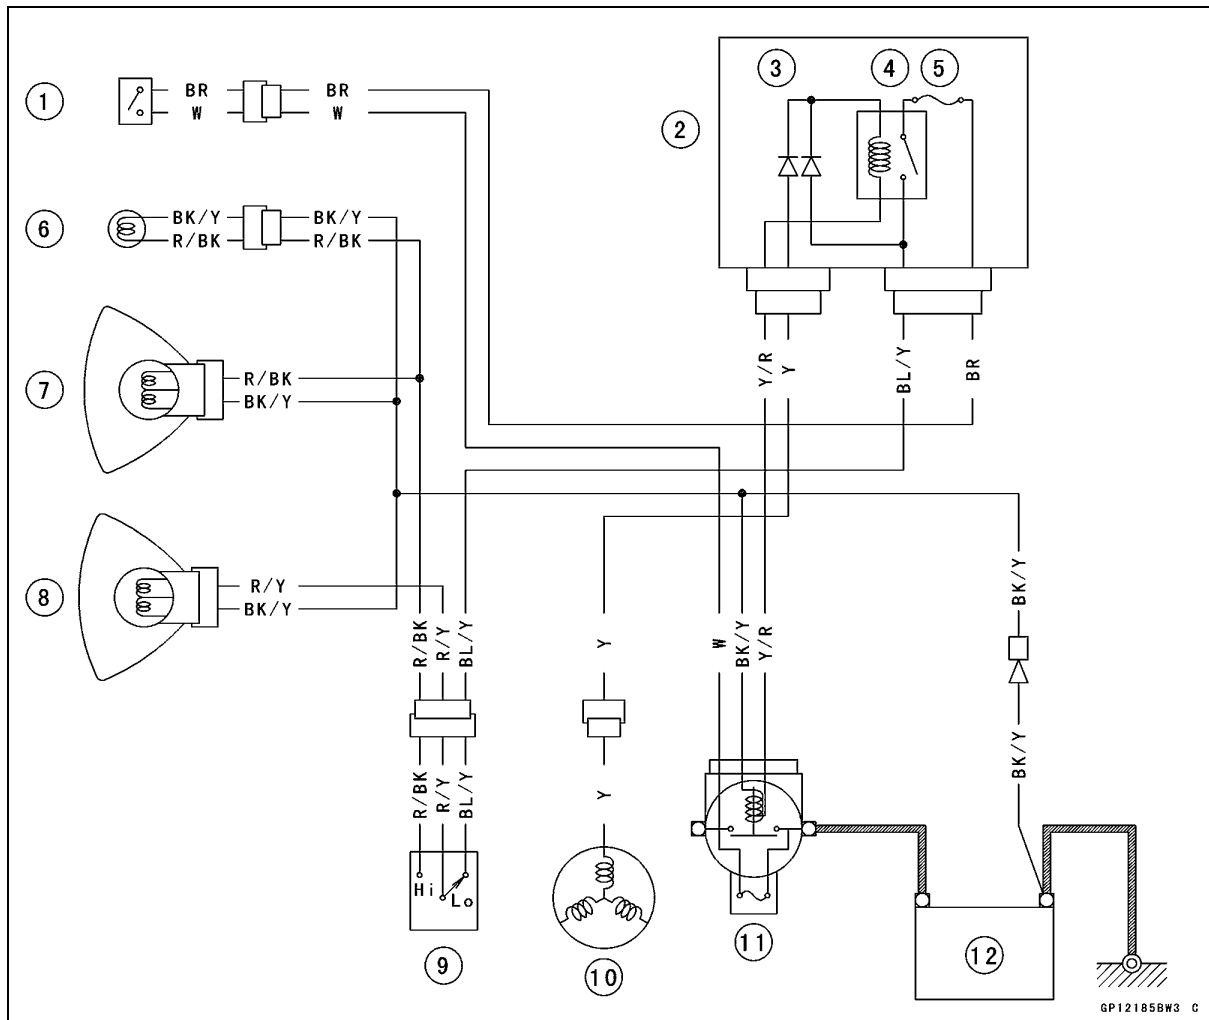 1 BR BR
W W
2
3 4 5
6 BK/Y BK/Y
R/BK R/BK
7 R/BK
BK/Y
Y/R Y BL/Y BR
8 R/Y
BK/Y
R/BK R/Y BL/Y Y W BK/Y Y/R BK/Y
R/BK R/Y BL/Y Y BK/Y
Hi Lo
9 10 11 12
GP12185BW3 C